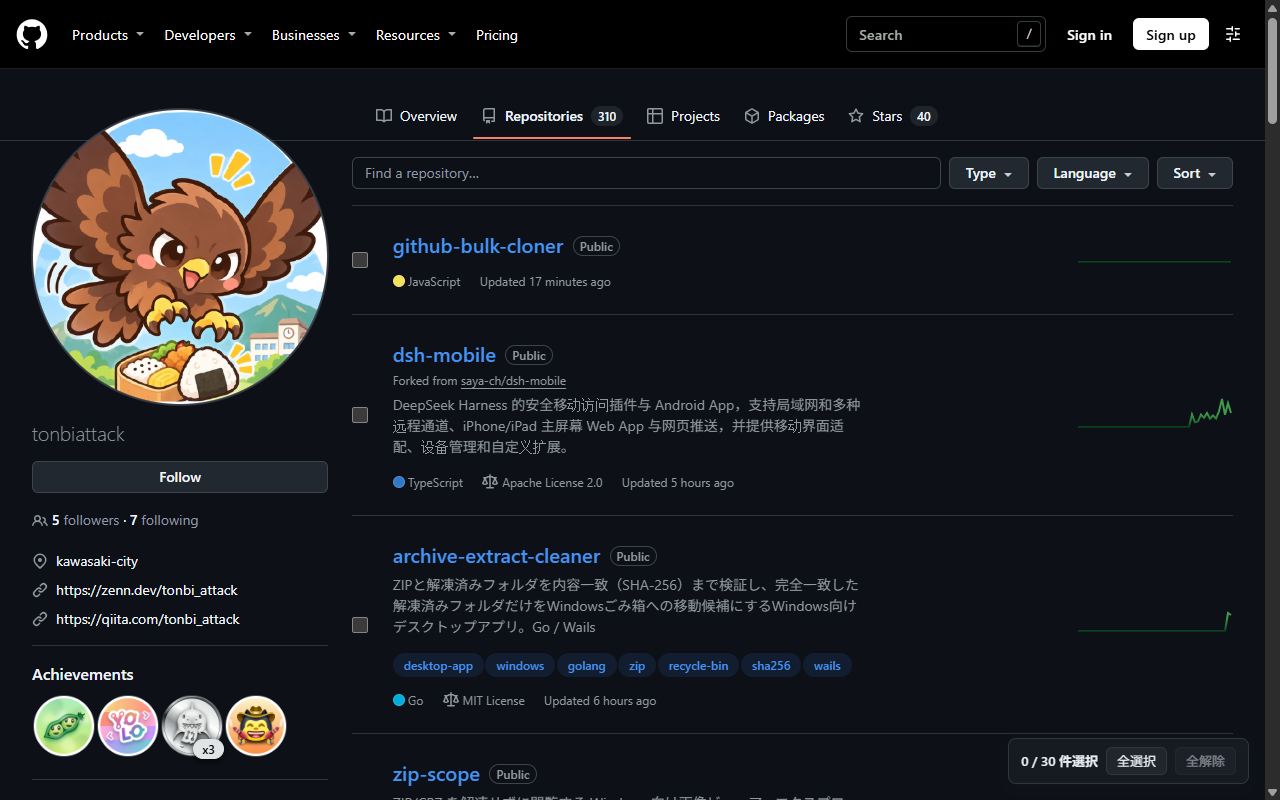 Products
Developers
Businesses
Resources
Pricing
Search
/
Sign in
Sign up
Overview
Repositories 310
Projects
Packages
Stars 40
tonbiattack
Follow
5 followers · 7 following
kawasaki-city
https://zenn.dev/tonbi_attack
https://qiita.com/tonbi_attack
Achievements
YOLO
x3
Find a repository...
Type
Language
Sort
github-bulk-cloner Public
JavaScript Updated 17 minutes ago
dsh-mobile Public
Forked from saya-ch/dsh-mobile
DeepSeek Harness 的安全移动访问插件与 Android App，支持局域网和多种
远程通道、iPhone/iPad 主屏幕 Web App 与网页推送，并提供移动界面适
配、设备管理和自定义扩展。
TypeScript Apache License 2.0 Updated 5 hours ago
archive-extract-cleaner Public
ZIPと解凍済みフォルダを内容一致（SHA-256）まで検証し、完全一致した
解凍済みフォルダだけをWindowsごみ箱への移動候補にするWindows向け
デスクトップアプリ。Go / Wails
desktop-app windows golang zip recycle-bin sha256 wails
Go MIT License Updated 6 hours ago
zip-scope Public
0 / 30 件選択 全選択 全解除